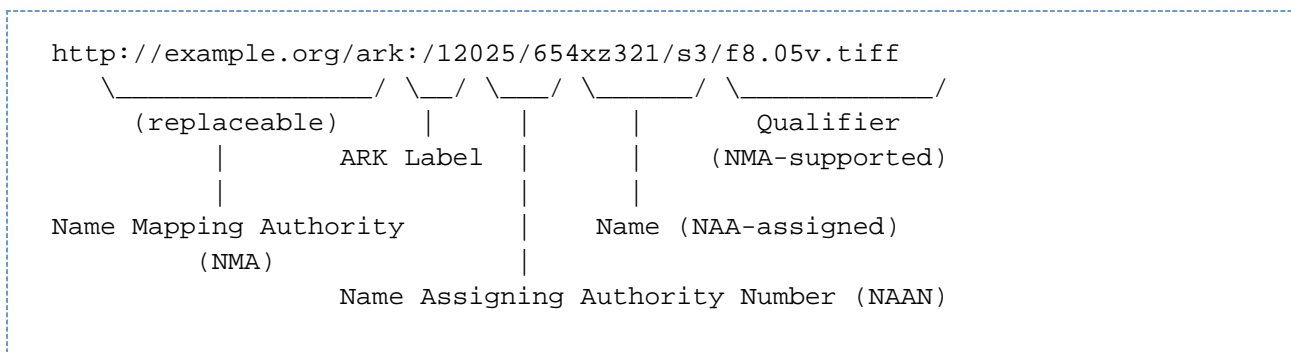 http://example.org/ark:/12025/654xz321/s3/f8.05v.tiff
\________________/ \__/ \___/ \______/ \____________/
(replaceable) | | | Qualifier
| ARK Label | | (NMA-supported)
| | |
Name Mapping Authority | Name (NAA-assigned)
(NMA) |
Name Assigning Authority Number (NAAN)